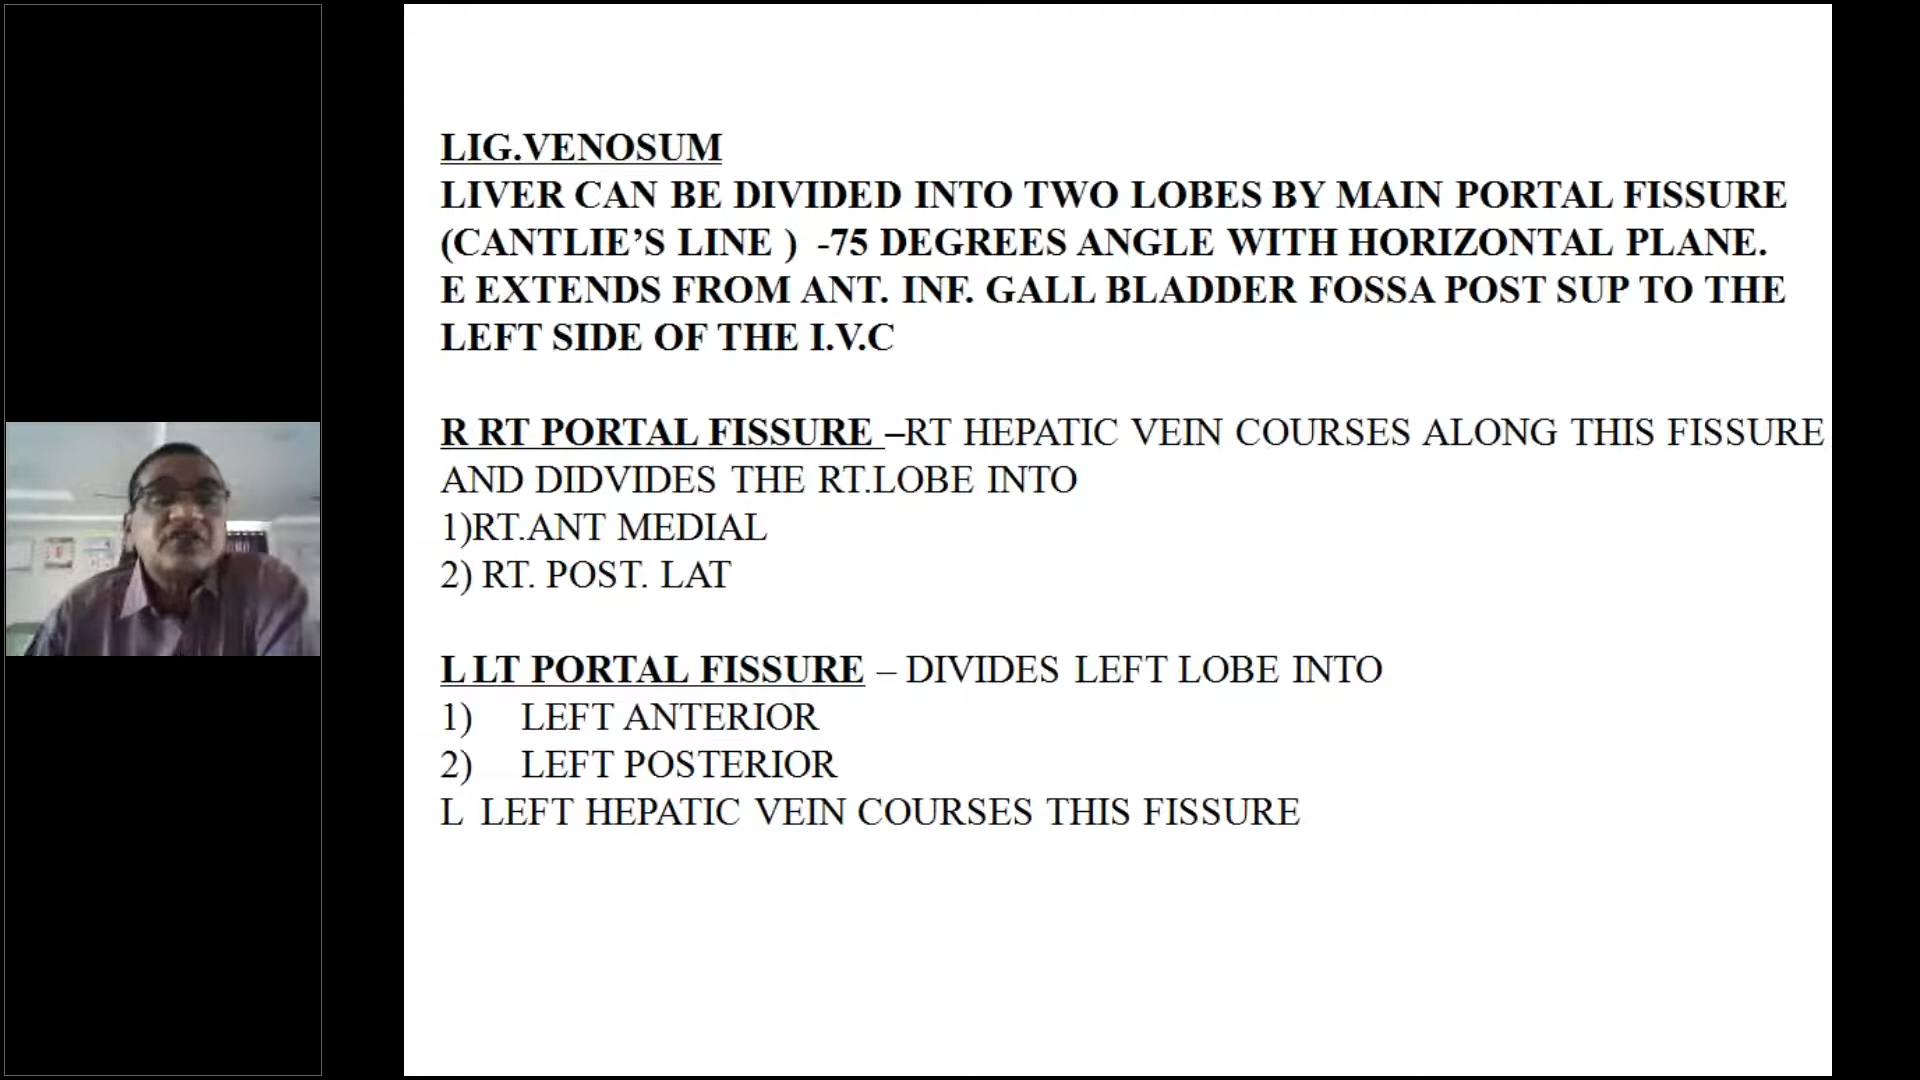 LIG.VENOSUM
LIVER CAN BE DIVIDED INTO TWO LOBES BY MAIN PORTAL FISSURE
(CANTLIE’S LINE ) -75 DEGREES ANGLE WITH HORIZONTAL PLANE.
E EXTENDS FROM ANT. INF. GALL BLADDER FOSSA POST SUP TO THE
LEFT SIDE OF THE I.V.C
R RT PORTAL FISSURE –RT HEPATIC VEIN COURSES ALONG THIS FISSURE
AND DIDVIDES THE RT.LOBE INTO
1)RT.ANT MEDIAL
2) RT. POST. LAT
L LT PORTAL FISSURE – DIVIDES LEFT LOBE INTO
1) LEFT ANTERIOR
2) LEFT POSTERIOR
L LEFT HEPATIC VEIN COURSES THIS FISSURE